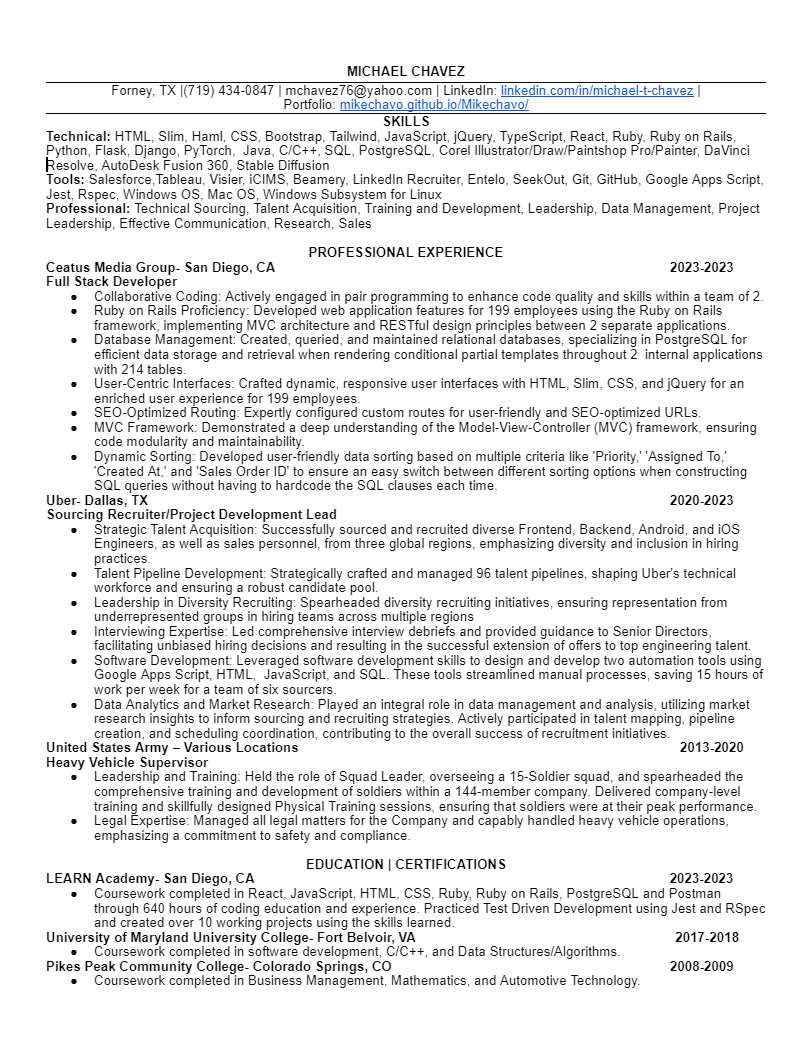 MICHAEL CHAVEZ
Forney, TX |(719) 434-0847 | mchavez76@yahoo.com | LinkedIn: linkedin.com/in/michael-t-chavez |
Portfolio: mikechavo.github.io/Mikechavo/
SKILLS
Technical: HTML, Slim, Haml, CSS, Bootstrap, Tailwind, JavaScript, jQuery, TypeScript, React, Ruby, Ruby on Rails,
Python, Flask, Django, PyTorch, Java, C/C++, SQL, PostgreSQL, Corel Illustrator/Draw/Paintshop Pro/Painter, DaVinci
Resolve, AutoDesk Fusion 360, Stable Diffusion
Tools: Salesforce,Tableau, Visier, iCIMS, Beamery, LinkedIn Recruiter, Entelo, SeekOut, Git, GitHub, Google Apps Script,
Jest, Rspec, Windows OS, Mac OS, Windows Subsystem for Linux
Professional: Technical Sourcing, Talent Acquisition, Training and Development, Leadership, Data Management, Project
Leadership, Effective Communication, Research, Sales
PROFESSIONAL EXPERIENCE
Ceatus Media Group- San Diego, CA 2023-2023
Full Stack Developer
● Collaborative Coding: Actively engaged in pair programming to enhance code quality and skills within a team of 2.
● Ruby on Rails Proficiency: Developed web application features for 199 employees using the Ruby on Rails
framework, implementing MVC architecture and RESTful design principles between 2 separate applications.
● Database Management: Created, queried, and maintained relational databases, specializing in PostgreSQL for
efficient data storage and retrieval when rendering conditional partial templates throughout 2 internal applications
with 214 tables.
● User-Centric Interfaces: Crafted dynamic, responsive user interfaces with HTML, Slim, CSS, and jQuery for an
enriched user experience for 199 employees.
● SEO-Optimized Routing: Expertly configured custom routes for user-friendly and SEO-optimized URLs.
● MVC Framework: Demonstrated a deep understanding of the Model-View-Controller (MVC) framework, ensuring
code modularity and maintainability.
● Dynamic Sorting: Developed user-friendly data sorting based on multiple criteria like 'Priority,' 'Assigned To,'
'Created At,' and 'Sales Order ID' to ensure an easy switch between different sorting options when constructing
SQL queries without having to hardcode the SQL clauses each time.
Uber- Dallas, TX 2020-2023
Sourcing Recruiter/Project Development Lead
● Strategic Talent Acquisition: Successfully sourced and recruited diverse Frontend, Backend, Android, and iOS
Engineers, as well as sales personnel, from three global regions, emphasizing diversity and inclusion in hiring
practices.
● Talent Pipeline Development: Strategically crafted and managed 96 talent pipelines, shaping Uber's technical
workforce and ensuring a robust candidate pool.
● Leadership in Diversity Recruiting: Spearheaded diversity recruiting initiatives, ensuring representation from
underrepresented groups in hiring teams across multiple regions
● Interviewing Expertise: Led comprehensive interview debriefs and provided guidance to Senior Directors,
facilitating unbiased hiring decisions and resulting in the successful extension of offers to top engineering talent.
● Software Development: Leveraged software development skills to design and develop two automation tools using
Google Apps Script, HTML, JavaScript, and SQL. These tools streamlined manual processes, saving 15 hours of
work per week for a team of six sourcers.
● Data Analytics and Market Research: Played an integral role in data management and analysis, utilizing market
research insights to inform sourcing and recruiting strategies. Actively participated in talent mapping, pipeline
creation, and scheduling coordination, contributing to the overall success of recruitment initiatives.
United States Army – Various Locations 2013-2020
Heavy Vehicle Supervisor
● Leadership and Training: Held the role of Squad Leader, overseeing a 15-Soldier squad, and spearheaded the
comprehensive training and development of soldiers within a 144-member company. Delivered company-level
training and skillfully designed Physical Training sessions, ensuring that soldiers were at their peak performance.
● Legal Expertise: Managed all legal matters for the Company and capably handled heavy vehicle operations,
emphasizing a commitment to safety and compliance.
EDUCATION | CERTIFICATIONS
LEARN Academy- San Diego, CA 2023-2023
● Coursework completed in React, JavaScript, HTML, CSS, Ruby, Ruby on Rails, PostgreSQL and Postman
through 640 hours of coding education and experience. Practiced Test Driven Development using Jest and RSpec
and created over 10 working projects using the skills learned.
University of Maryland University College- Fort Belvoir, VA 2017-2018
● Coursework completed in software development, C/C++, and Data Structures/Algorithms.
Pikes Peak Community College- Colorado Springs, CO 2008-2009
● Coursework completed in Business Management, Mathematics, and Automotive Technology.